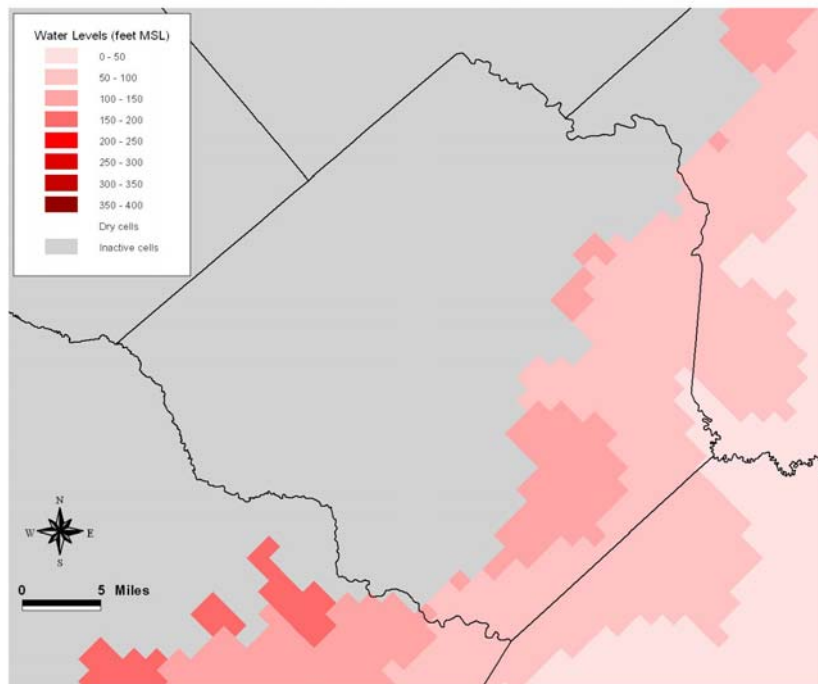 Water Levels (feet MSL)
0 - 50
50 - 100
100 - 150
150 - 200
200 - 250
250 - 300
300 - 350
350 - 400
Dry cells
Inactive cells
N
W E
S
0 5 Miles